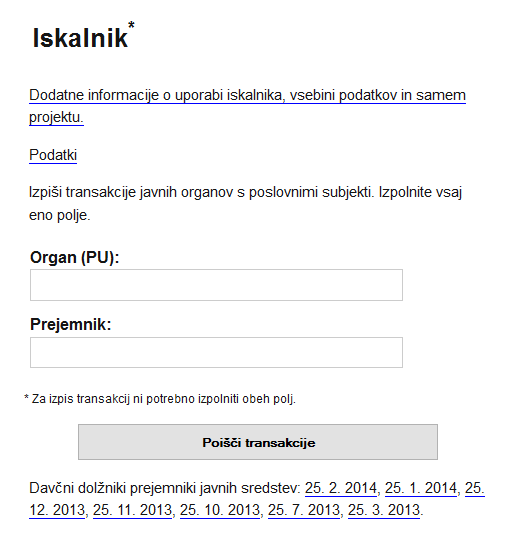 Iskalnik*
Dodatne informacije o uporabi iskalnika, vsebini podatkov in samem
projektu.
Podatki
Izpiši transakcije javnih organov s poslovnimi subjekti. Izpolnite vsaj
eno polje.
Organ (PU):
Prejemnik:
* Za izpis transakcij ni potrebno izpolniti obeh polj.
Poišči transakcije
Davčni dolžniki prejemniki javnih sredstev: 25. 2. 2014, 25. 1. 2014, 25.
12. 2013, 25. 11. 2013, 25. 10. 2013, 25. 7. 2013, 25. 3. 2013.